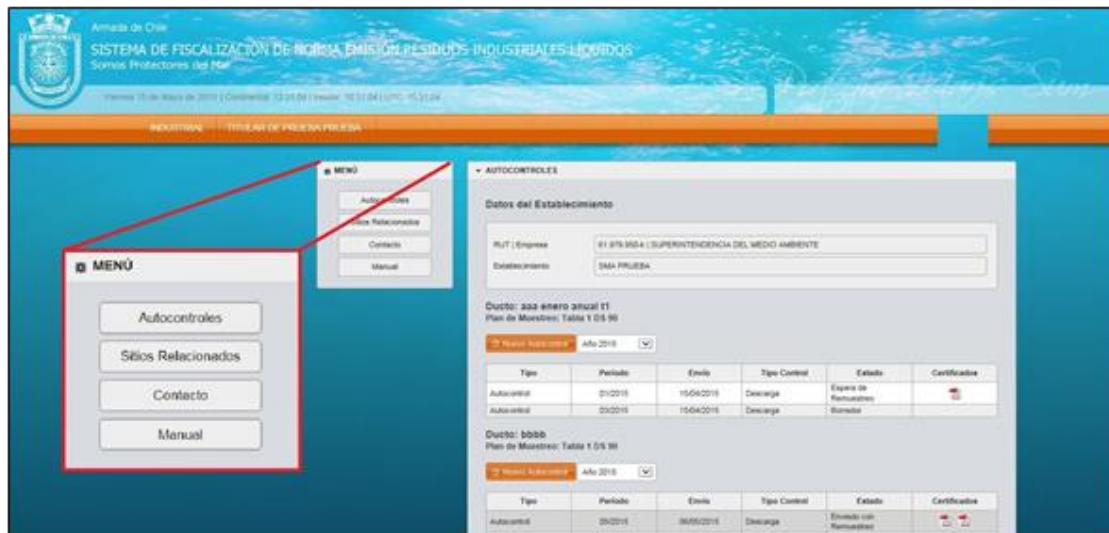 Armada de Chile
SISTEMA DE FISCALIZACIÓN DE NORMA EMISIÓN RESIDUOS INDUSTRIALES LÍQUIDOS
Somos Protectores del Mar
INDUSTRIAL TITULAR DE PRUEBA PRUEBA
MENÚ
Autocontroles
Sitios Relacionados
Contacto
Manual
MENÚ
Autocontroles
Sitios Relacionados
Contacto
Manual
AUTOCONTROLES
Datos del Establecimiento
RUT | Empresa SUPERINTENDENCIA DEL MEDIO AMBIENTE
Establecimiento SMA PRUEBA
Ducto: aaa enero anual t1
Plan de Muestreo: Tabla 1 DS 90
Nuevo Autocontrol Año 2015
Tipo Periodo Envío Tipo Control Estado Certificados
Autocontrol 01/2015 15/04/2015 Descarga Espera de
Remuestreo
Autocontrol 03/2015 15/04/2015 Descarga Borrador
Ducto: bbbb
Plan de Muestreo: Tabla 1 DS 90
Nuevo Autocontrol Año 2015
Tipo Periodo Envío Tipo Control Estado Certificados
Autocontrol 05/2015 06/05/2015 Descarga Enviado con
Remuestreo